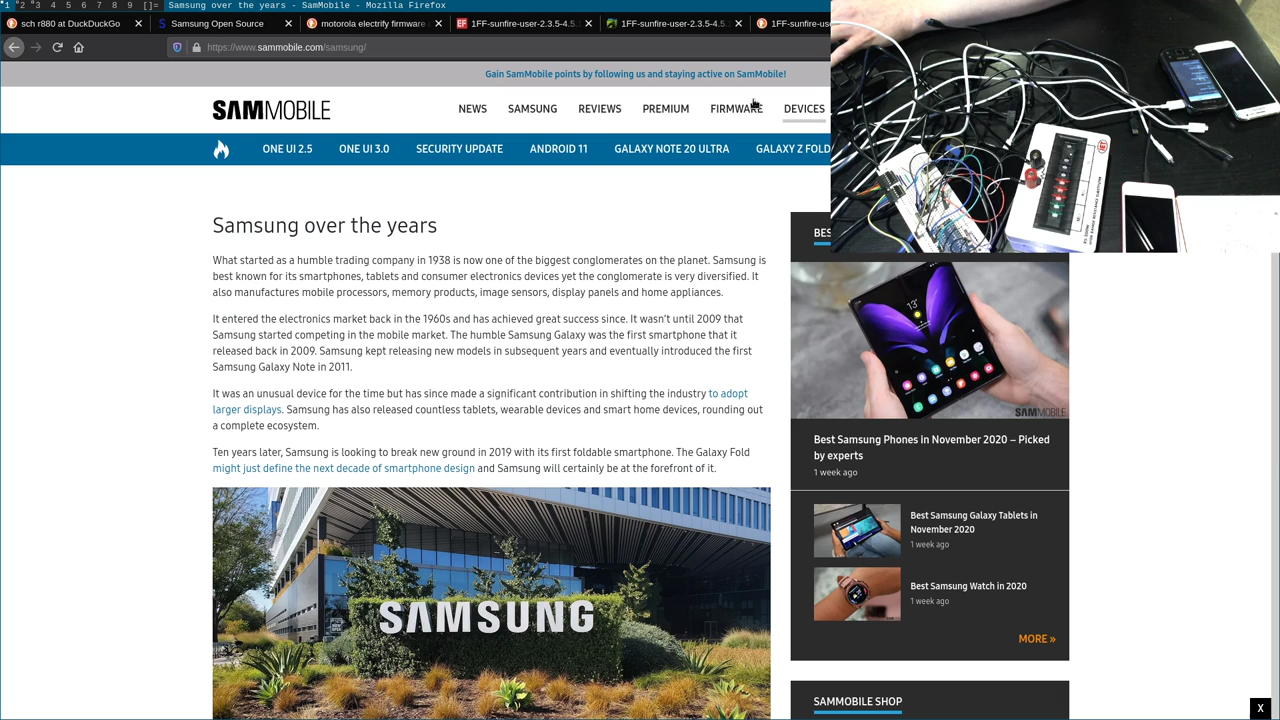 1 2 3 4 5 6 7 8 9 []= Samsung over the years - SamMobile - Mozilla Firefox
sch r880 at DuckDuckGo
Samsung Open Source
motorola electrify firmware
1FF-sunfire-user-2.3.5-4.5.
1FF-sunfire-user-2.3.5-4.5.
1FF-sunfire-us
https://www.sammobile.com/samsung/
Gain SamMobile points by following us and staying active on SamMobile!
SAMMOBILE
NEWS SAMSUNG REVIEWS PREMIUM FIRMWARE DEVICES
ONE UI 2.5 ONE UI 3.0 SECURITY UPDATE ANDROID 11 GALAXY NOTE 20 ULTRA GALAXY Z FOLD
Samsung over the years
What started as a humble trading company in 1938 is now one of the biggest conglomerates on the planet. Samsung is
best known for its smartphones, tablets and consumer electronics devices yet the conglomerate is very diversified. It
also manufactures mobile processors, memory products, image sensors, display panels and home appliances.
It entered the electronics market back in the 1960s and has achieved great success since. It wasn't until 2009 that
Samsung started competing in the mobile market. The humble Samsung Galaxy was the first smartphone that it
released back in 2009. Samsung kept releasing new models in subsequent years and eventually introduced the first
Samsung Galaxy Note in 2011.
It was an unusual device for the time but has since made a significant contribution in shifting the industry to adopt
larger displays. Samsung has also released countless tablets, wearable devices and smart home devices, rounding out
a complete ecosystem.
Ten years later, Samsung is looking to break new ground in 2019 with its first foldable smartphone. The Galaxy Fold
might just define the next decade of smartphone design and Samsung will certainly be at the forefront of it.
SAMSUNG
BES
13°
SAMMOBILE
Best Samsung Phones in November 2020 – Picked
by experts
1 week ago
Best Samsung Galaxy Tablets in
November 2020
1 week ago
Best Samsung Watch in 2020
1 week ago
MORE »
SAMMOBILE SHOP
X